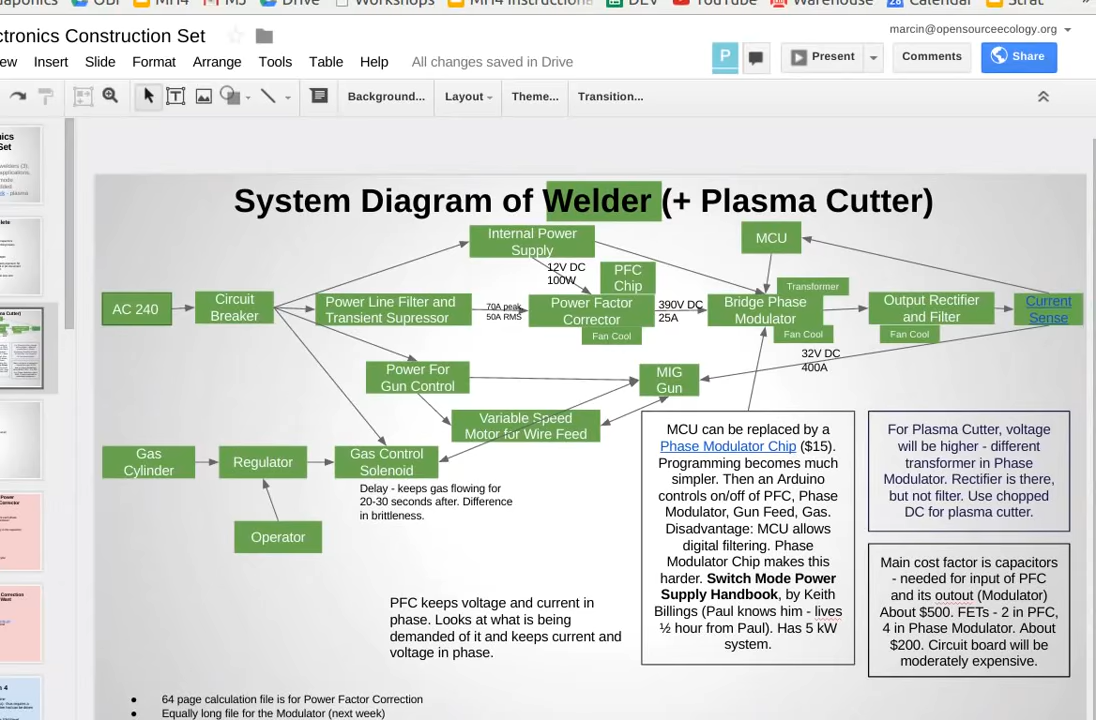 OBI
MH4
M5
Drive
Workshops
MH4 Instructiona
DEV
YouTube
Warehouse
Calendar
Strat
ctronics Construction Set
marcin@opensourceecology.org
ew Insert Slide Format Arrange Tools Table Help All changes saved in Drive
P
Present
Comments
Share
Background...
Layout
Theme...
Transition...
System Diagram of Welder (+ Plasma Cutter)
Internal Power
Supply
MCU
12V DC
100W
PFC
Chip
Transformer
AC 240
Circuit
Breaker
Power Line Filter and
Transient Supressor
70A peak
50A RMS
Power Factor
Corrector
390V DC
25A
Bridge Phase
Modulator
Output Rectifier
and Filter
Current
Sense
Fan Cool
Fan Cool
Fan Cool
32V DC
400A
Power For
Gun Control
MIG
Gun
Variable Speed
Motor for Wire Feed
Gas
Cylinder
Regulator
Gas Control
Solenoid
Delay - keeps gas flowing for
20-30 seconds after. Difference
in brittleness.
Operator
MCU can be replaced by a
Phase Modulator Chip ($15).
Programming becomes much
simpler. Then an Arduino
controls on/off of PFC, Phase
Modulator, Gun Feed, Gas.
Disadvantage: MCU allows
digital filtering. Phase
Modulator Chip makes this
harder. Switch Mode Power
Supply Handbook, by Keith
Billings (Paul knows him - lives
½ hour from Paul). Has 5 kW
system.
For Plasma Cutter, voltage
will be higher - different
transformer in Phase
Modulator. Rectifier is there,
but not filter. Use chopped
DC for plasma cutter.
Main cost factor is capacitors
- needed for input of PFC
and its outout (Modulator)
About $500. FETs - 2 in PFC,
4 in Phase Modulator. About
$200. Circuit board will be
moderately expensive.
PFC keeps voltage and current in
phase. Looks at what is being
demanded of it and keeps current and
voltage in phase.
● 64 page calculation file is for Power Factor Correction
● Equally long file for the Modulator (next week)